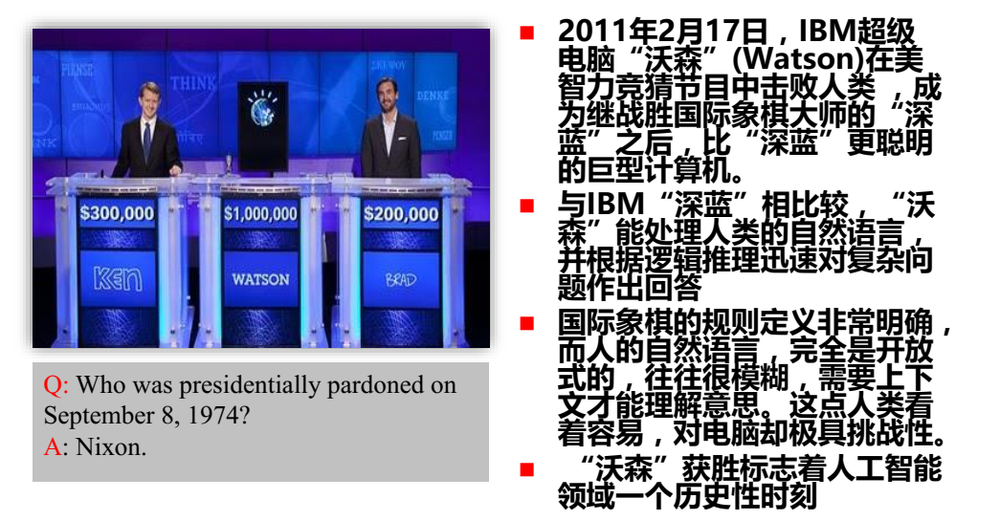 PIENSE
THINK
DENKE
$300,000
$1,000,000
$200,000
KEN
WATSON
BRAD
Q: Who was presidentially pardoned on
September 8, 1974?
A: Nixon.
2011年2月17日，IBM超级
电脑“沃森”(Watson)在美
智力竞猜节目中击败人类 ，成
为继战胜国际象棋大师的“深
蓝”之后，比“深蓝”更聪明
的巨型计算机。
与IBM“深蓝”相比较，“沃
森”能处理人类的自然语言，
并根据逻辑推理迅速对复杂问
题作出回答
国际象棋的规则定义非常明确，
而人的自然语言，完全是开放
式的，往往很模糊，需要上下
文才能理解意思。这点人类看
着容易，对电脑却极具挑战性。
“沃森”获胜标志着人工智能
领域一个历史性时刻